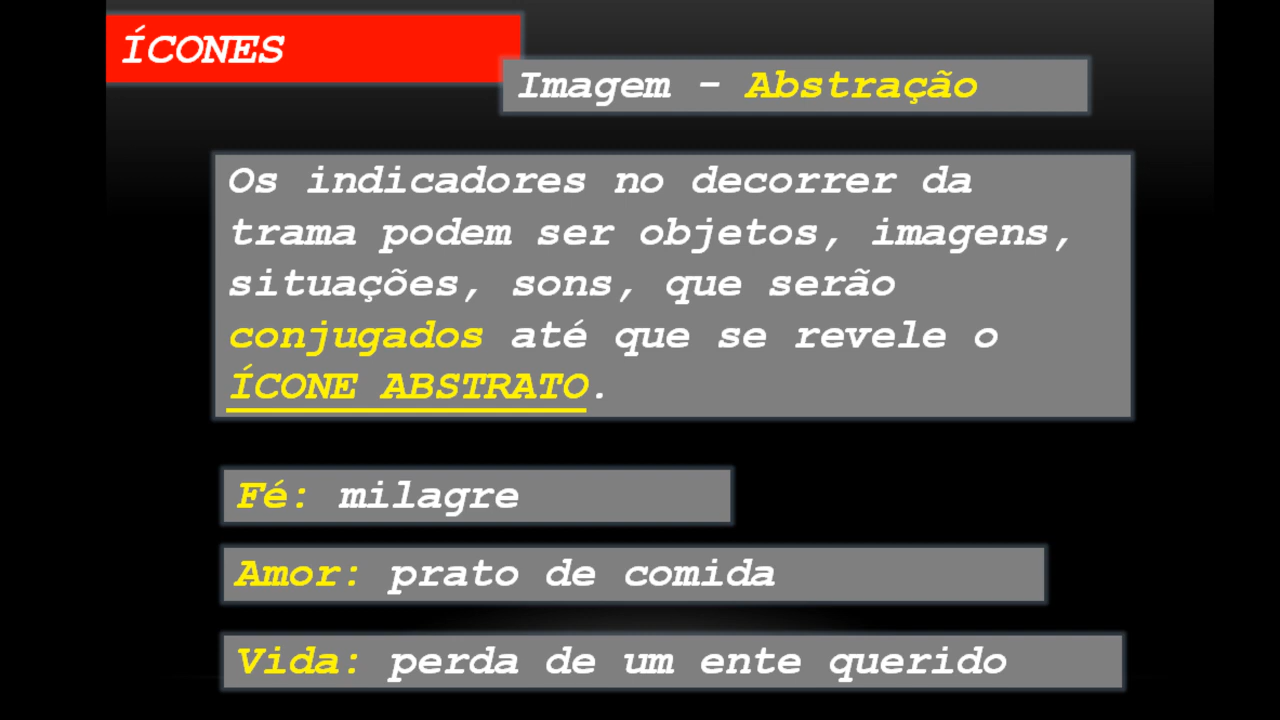 ÍCONES
Imagem - Abstração
Os indicadores no decorrer da
trama podem ser objetos, imagens,
situações, sons, que serão
conjugados até que se revele o
ÍCONE ABSTRATO.
Fé: milagre
Amor: prato de comida
Vida: perda de um ente querido